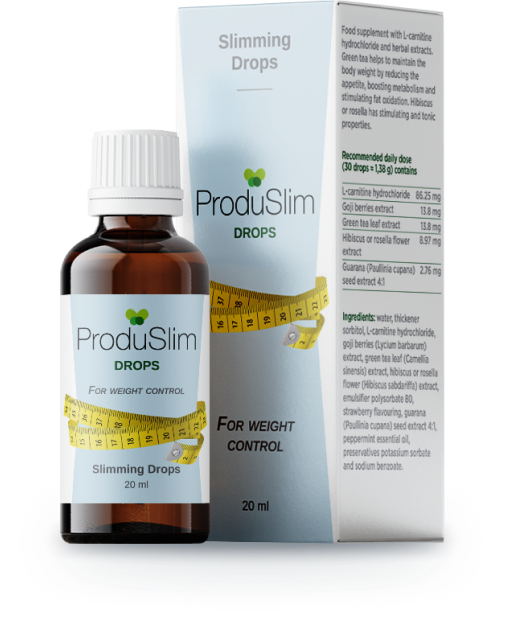 Slimming
Drops
ProduSlim
DROPS
FOR WEIGHT
CONTROL
20 ml
Food supplement with L-carnitine
hydrochloride and herbal extracts.
Green tea helps to maintain the
body weight by reducing the
appetite, boosting metabolism and
stimulating fat oxidation. Hibiscus
or rosella has stimulating and tonic
properties.
Recommended daily dose
(30 drops = 1,38 g) contains
L-carnitine hydrochloride 86.25 mg
Goji berries extract 13.8 mg
Green tea leaf extract 13.8 mg
Hibiscus or rosella flower 8.97 mg
extract
Guarana (Paullinia cupana) 2,76 mg
seed extract 4:1
Ingredients: water, thickener
sorbitol, L-carnitine hydrochloride,
goji berries (Lycium barbarum)
extract, green tea leaf (Camellia
sinensis) extract, hibiscus or rosella
flower (Hibiscus sabdariffa) extract,
emulsifier polysorbate 80,
strawberry flavouring, guarana
(Paullinia cupana) seed extract 4:1,
peppermint essential oil,
preservatives potassium sorbate
and sodium benzoate.
ProduSlim
DROPS
FOR WEIGHT CONTROL
Slimming Drops
20 ml